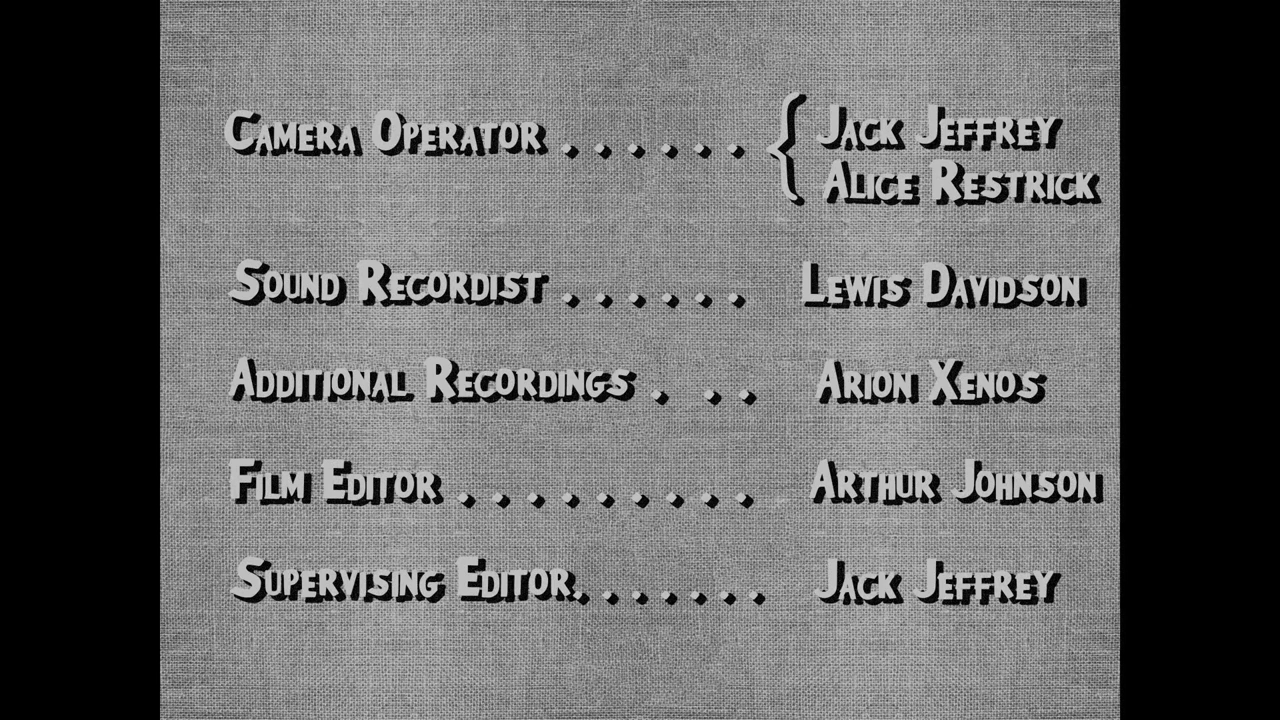 Camera Operator . . . . . . { Jack Jeffrey
Alice Restrick
Sound Recordist . . . . . . Lewis Davidson
Additional Recordings . . . Arion Xenos
Film Editor . . . . . . . . . Arthur Johnson
Supervising Editor. . . . . . . Jack Jeffrey